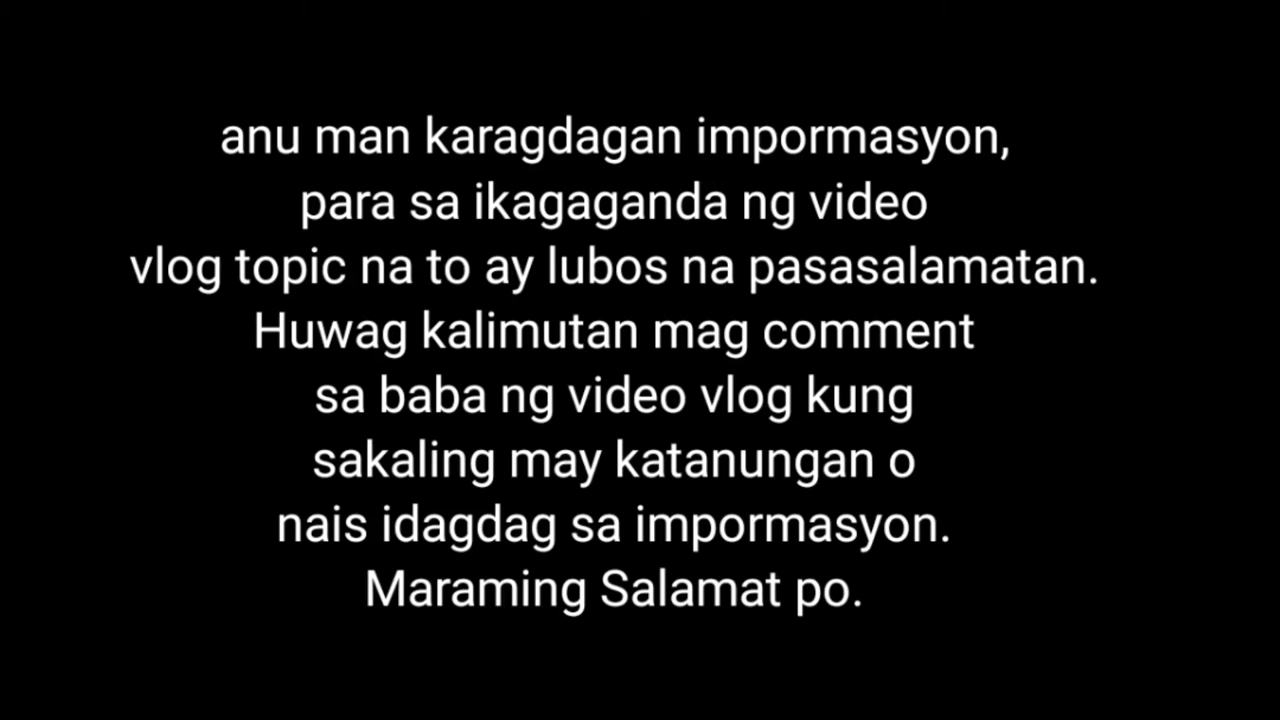 anu man karagdagan impormasyon,
para sa ikagaganda ng video
vlog topic na to ay lubos na pasasalamatan.
Huwag kalimutan mag comment
sa baba ng video vlog kung
sakaling may katanungan o
nais idagdag sa impormasyon.
Maraming Salamat po.